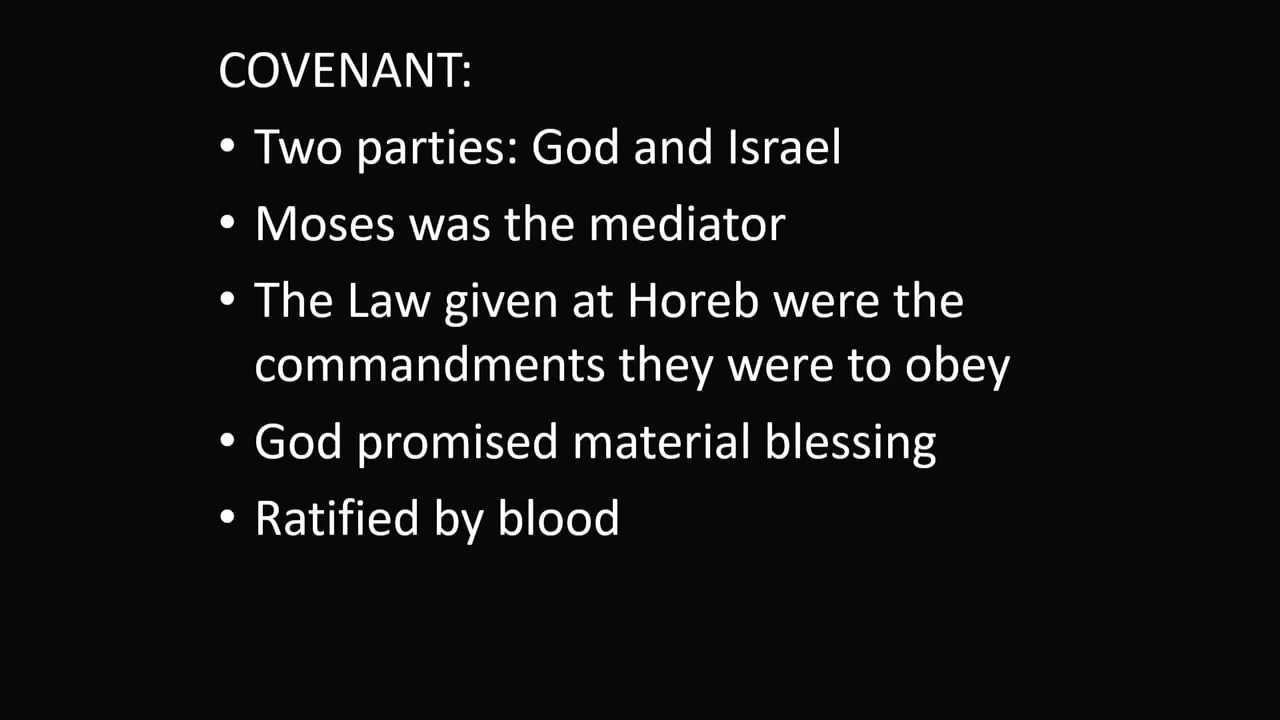 COVENANT:
• Two parties: God and Israel
• Moses was the mediator
• The Law given at Horeb were the
commandments they were to obey
• God promised material blessing
• Ratified by blood